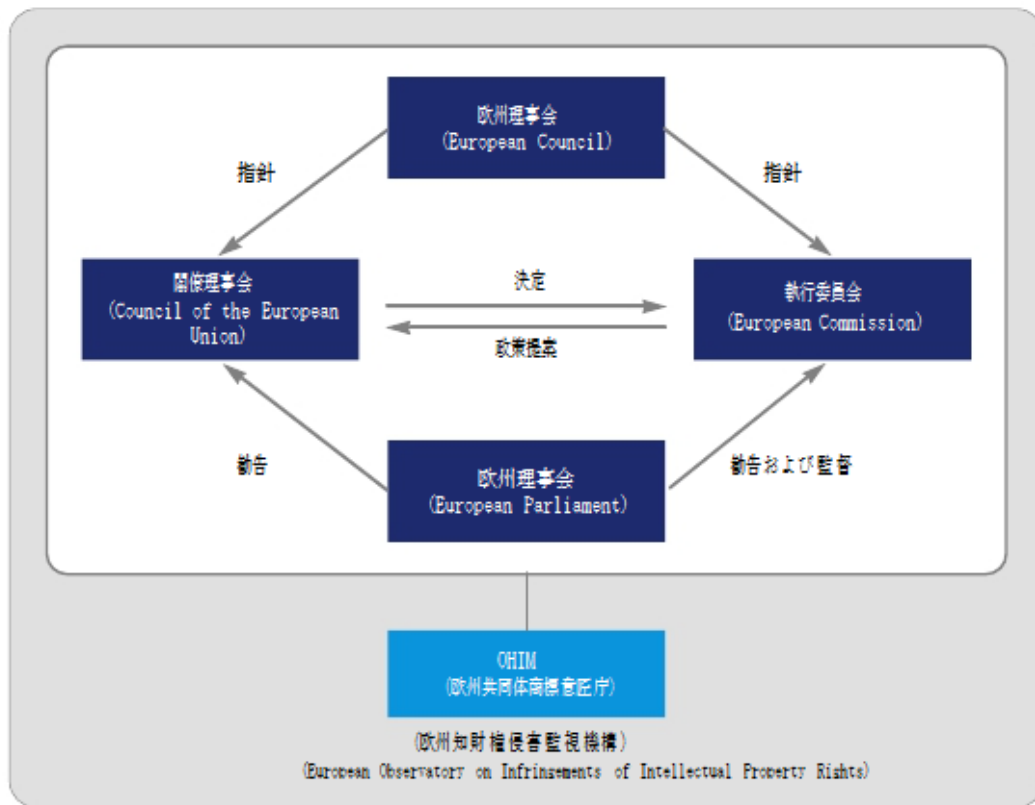 欧州理事会
(European Council)
指針
指針
閣僚理事会
(Council of the European
Union)
決定
政策提案
執行委員会
(European Commission)
勧告
欧州理事会
(European Parliament)
勧告および監督
OHIM
(欧州共同体商標意匠庁)
(欧州知財権侵害監視機構)
(European Observatory on Infringements of Intellectual Property Rights)